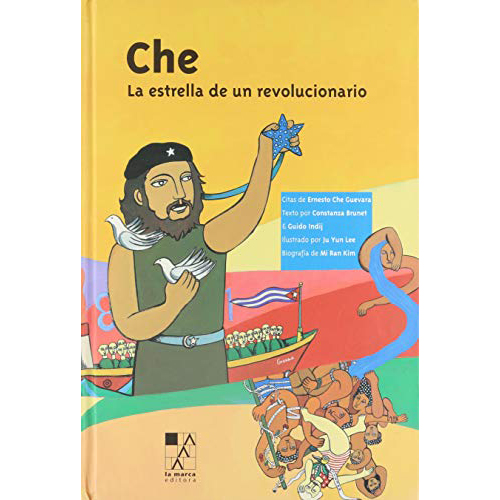 Che
La estrella de un revolucionario
Citas de Ernesto Che Guevara
Texto por Constanza Brunet
& Guido Indij
Ilustrado por Ju Yun Lee
Biografía de Mi Ran Kim
la marca
editora